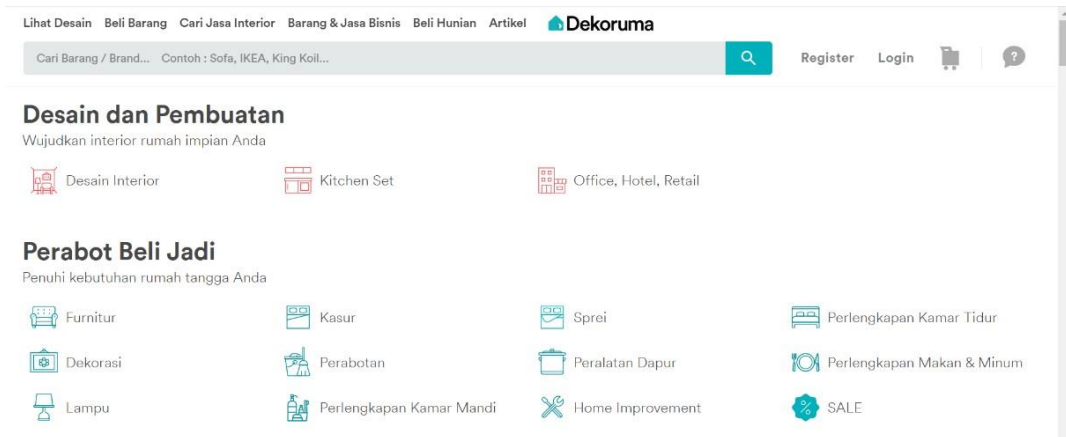 Lihat Desain Beli Barang Cari Jasa Interior Barang & Jasa Bisnis Beli Hunian Artikel Dekoruma
Cari Barang / Brand... Contoh : Sofa, IKEA, King Koil...
Register Login ?
Desain dan Pembuatan
Wujudkan interior rumah impian Anda
Desain Interior Kitchen Set Office, Hotel, Retail
Perabot Beli Jadi
Penuhi kebutuhan rumah tangga Anda
Furnitur Kasur Sprei Perlengkapan Kamar Tidur
Dekorasi Perabotan Peralatan Dapur Perlengkapan Makan & Minum
Lampu Perlengkapan Kamar Mandi Home Improvement % SALE